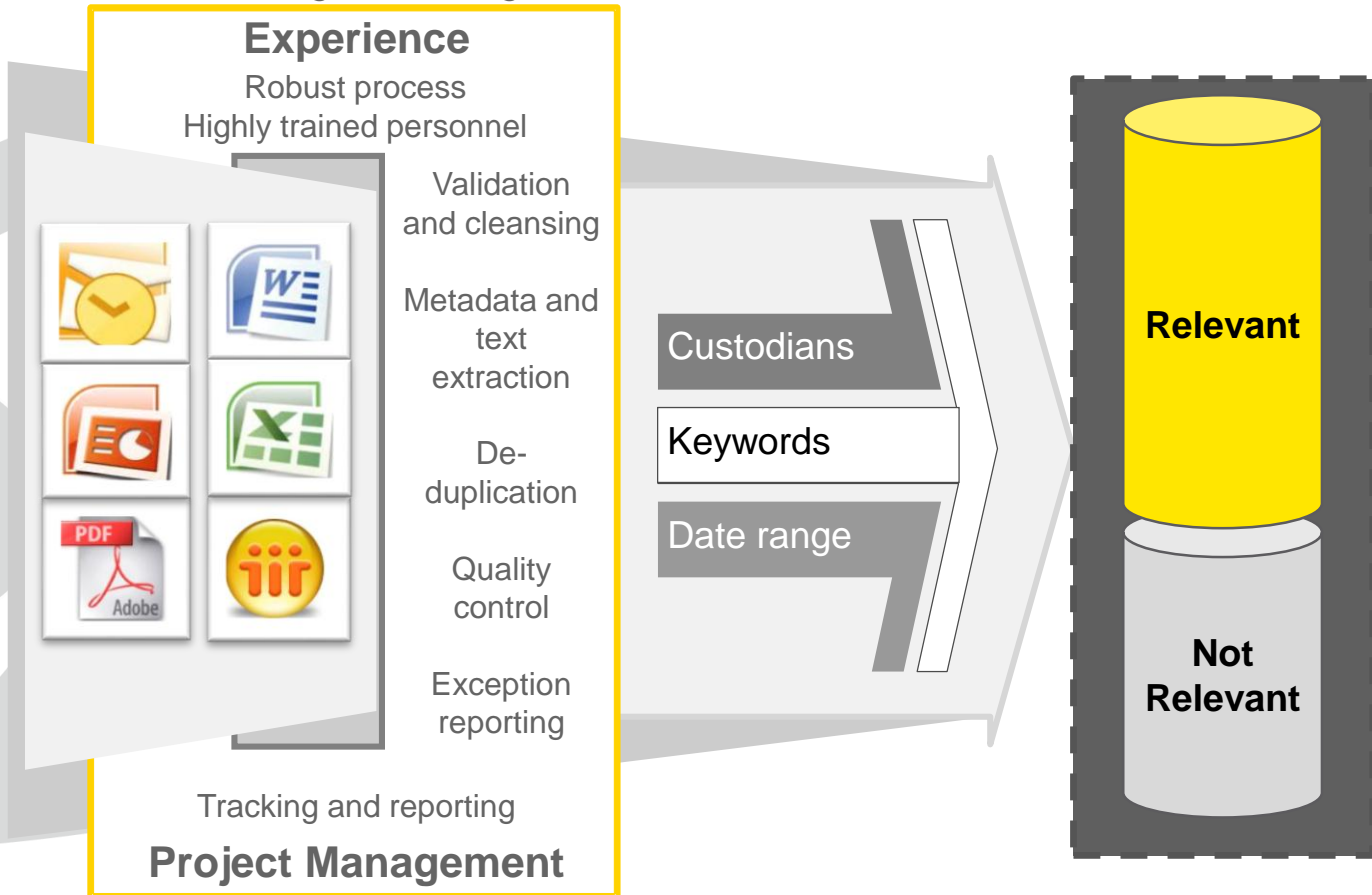 Experience
Robust process
Highly trained personnel
Validation
and cleansing
Metadata and
text
extraction
De-
duplication
Quality
control
Exception
reporting
Tracking and reporting
Project Management
W
PDF
Adobe
Custodians
Keywords
Date range
Relevant
Not
Relevant